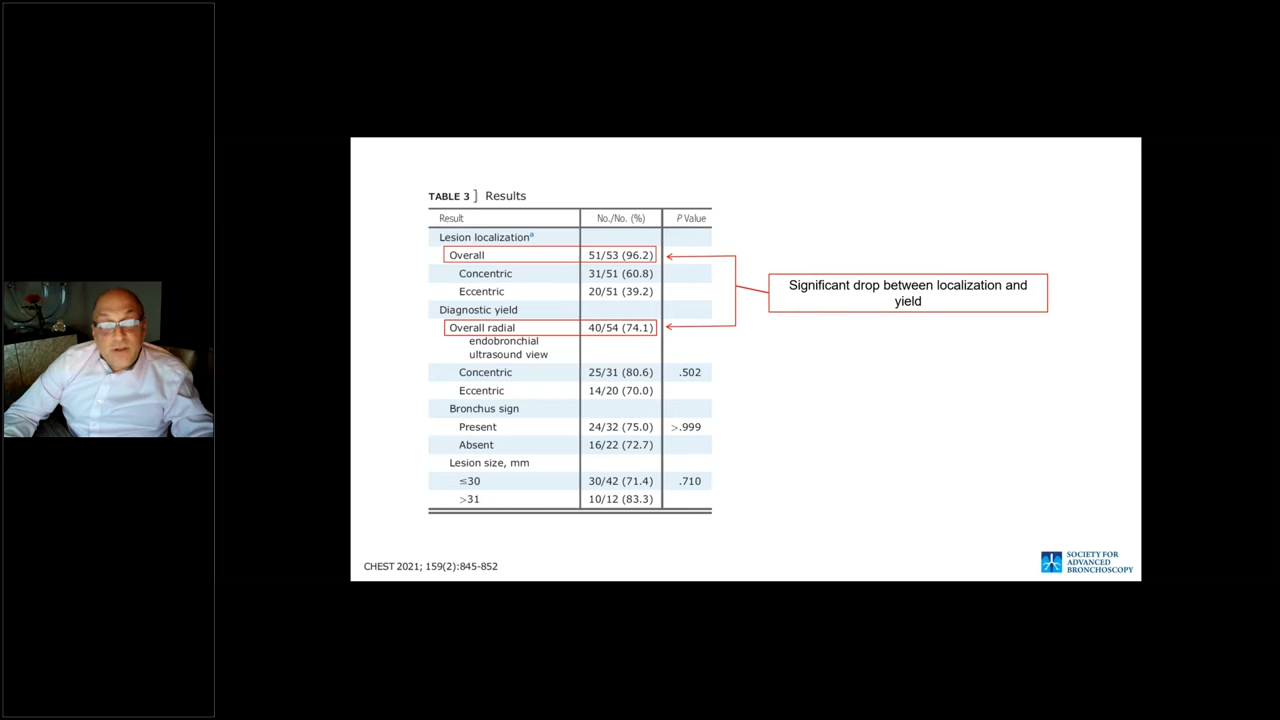 TABLE 3 ] Results
Result No./No. (%) P Value
Lesion localizationᵃ
Overall 51/53 (96.2)
Concentric 31/51 (60.8)
Eccentric 20/51 (39.2)
Diagnostic yield
Overall radial 40/54 (74.1)
endobronchial
ultrasound view
Concentric 25/31 (80.6) .502
Eccentric 14/20 (70.0)
Bronchus sign
Present 24/32 (75.0) >.999
Absent 16/22 (72.7)
Lesion size, mm
≤30 30/42 (71.4) .710
>31 10/12 (83.3)
Significant drop between localization and
yield
CHEST 2021; 159(2):845-852
SOCIETY FOR
ADVANCED
BRONCHOSCOPY